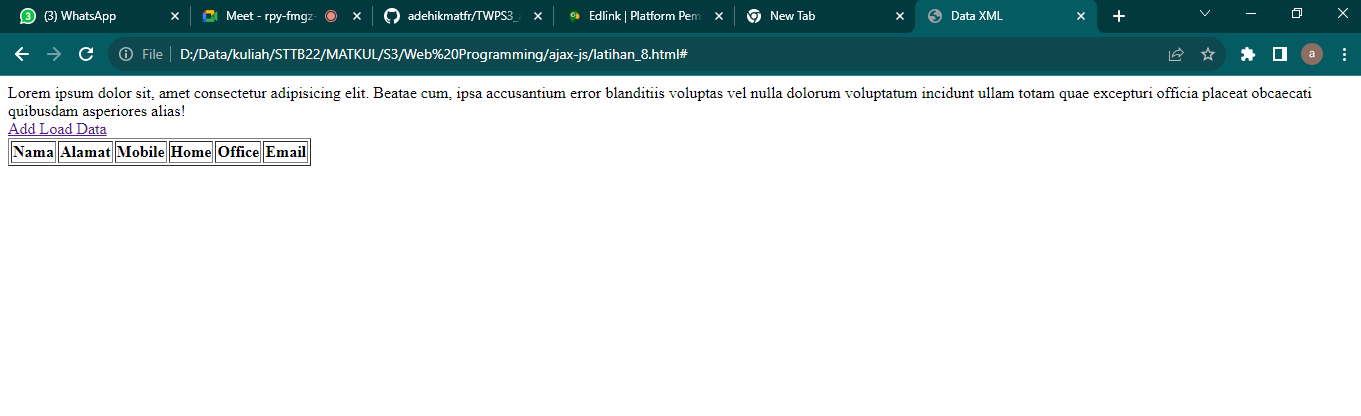 (3) WhatsApp
Meet - rpy-fmgz-
adehikmatfr/TWPS3_
Edlink | Platform Pem
New Tab
Data XML
File
D:/Data/kuliah/STTB22/MATKUL/S3/Web%20Programming/ajax-js/latihan_8.html#
a
Lorem ipsum dolor sit, amet consectetur adipisicing elit. Beatae cum, ipsa accusantium error blanditiis voluptas vel nulla dolorum voluptatum incidunt ullam totam quae excepturi officia placeat obcaecati
quibusdam asperiores alias!
Add Load Data
Nama Alamat Mobile Home Office Email